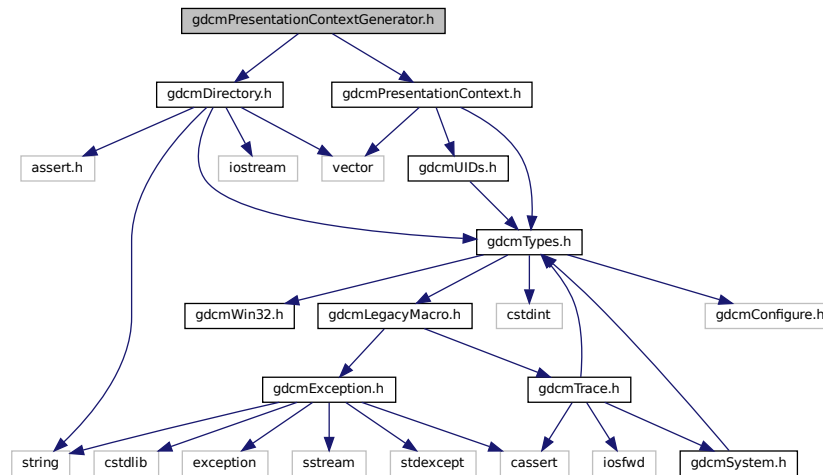 gdcmPresentationContextGenerator.h
gdcmDirectory.h
gdcmPresentationContext.h
assert.h
iostream
vector
gdcmUIDs.h
gdcmTypes.h
gdcmWin32.h
gdcmLegacyMacro.h
cstdint
gdcmConfigure.h
gdcmException.h
gdcmTrace.h
string
cstdlib
exception
sstream
stdexcept
cassert
iosfwd
gdcmSystem.h